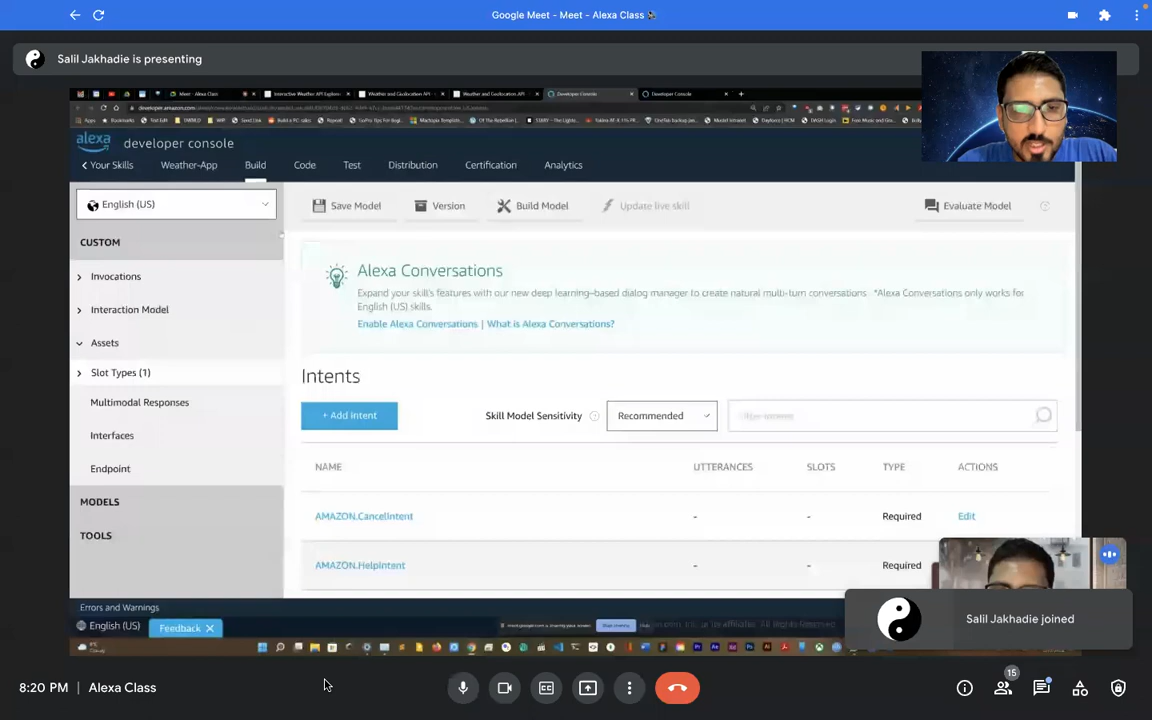 Google Meet - Meet - Alexa Class
Salil Jakhadie is presenting
alexa developer console
Your Skills Weather-App Build Code Test Distribution Certification Analytics
English (US) Save Model Version Build Model Update live skill Evaluate Model
CUSTOM
Invocations
Interaction Model
Assets
Slot Types (1)
Multimodal Responses
Interfaces
Endpoint
MODELS
TOOLS
Alexa Conversations
Expand your skill's features with our new deep learning-based dialog manager to create natural multi-turn conversations. *Alexa Conversations only works for
English (US) skills.
Enable Alexa Conversations | What is Alexa Conversations?
Intents
+ Add Intent Skill Model Sensitivity Recommended
NAME UTTERANCES SLOTS TYPE ACTIONS
AMAZON.CancelIntent - - Required Edit
AMAZON.HelpIntent - - Required
Errors and Warnings
English (US) Feedback
Salil Jakhadie joined
8:20 PM | Alexa Class
15